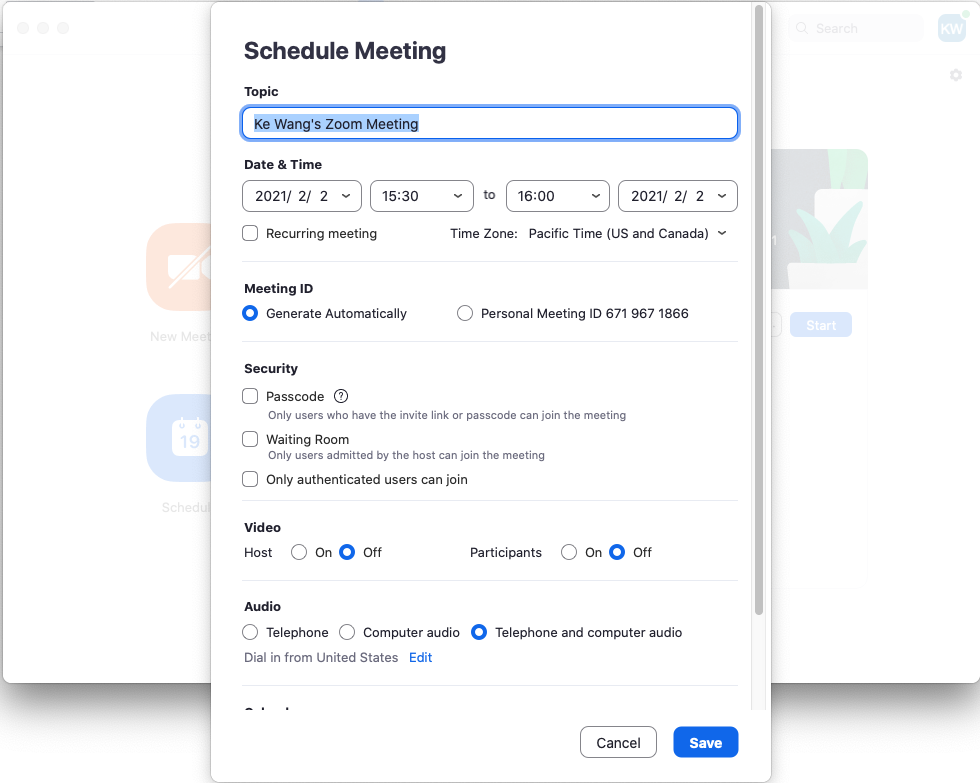 Schedule Meeting
Search
KW
Topic
Ke Wang's Zoom Meeting
Date & Time
2021/ 2/ 2 15:30 to 16:00 2021/ 2/ 2
Recurring meeting Time Zone: Pacific Time (US and Canada)
Meeting ID
Generate Automatically Personal Meeting ID 671 967 1866
New Meet
Start
Security
Passcode ?
Only users who have the invite link or passcode can join the meeting
Waiting Room
Only users admitted by the host can join the meeting
19
Only authenticated users can join
Schedul
Video
Host On Off Participants On Off
Audio
Telephone Computer audio Telephone and computer audio
Dial in from United States Edit
Cancel Save